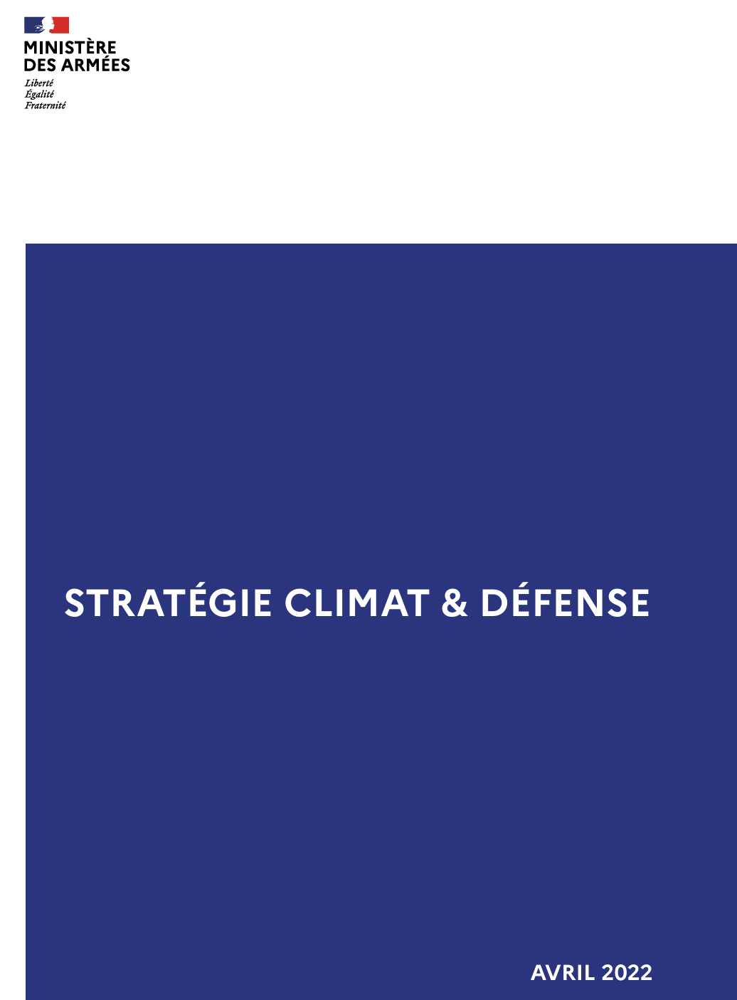 MINISTÈRE
DES ARMÉES
Liberté
Égalité
Fraternité
STRATÉGIE CLIMAT & DÉFENSE
AVRIL 2022